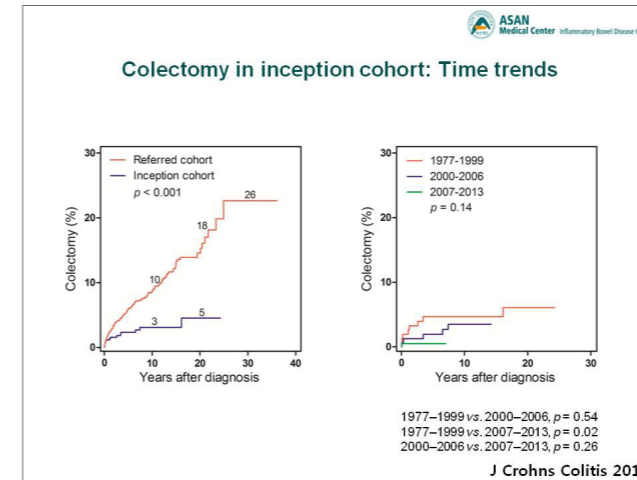 ASAN
Medical Center Inflammatory Bowel Disease
Colectomy in inception cohort: Time trends
30
20
10
0
Colectomy (%)
Referred cohort
Inception cohort
p < 0.001
26
18
10
3
5
0 10 20 30 40
Years after diagnosis
30
20
10
0
Colectomy (%)
1977-1999
2000-2006
2007-2013
p = 0.14
0 10 20 30
Years after diagnosis
1977–1999 vs. 2000–2006, p = 0.54
1977–1999 vs. 2007–2013, p = 0.02
2000–2006 vs. 2007–2013, p = 0.26
J Crohns Colitis 201